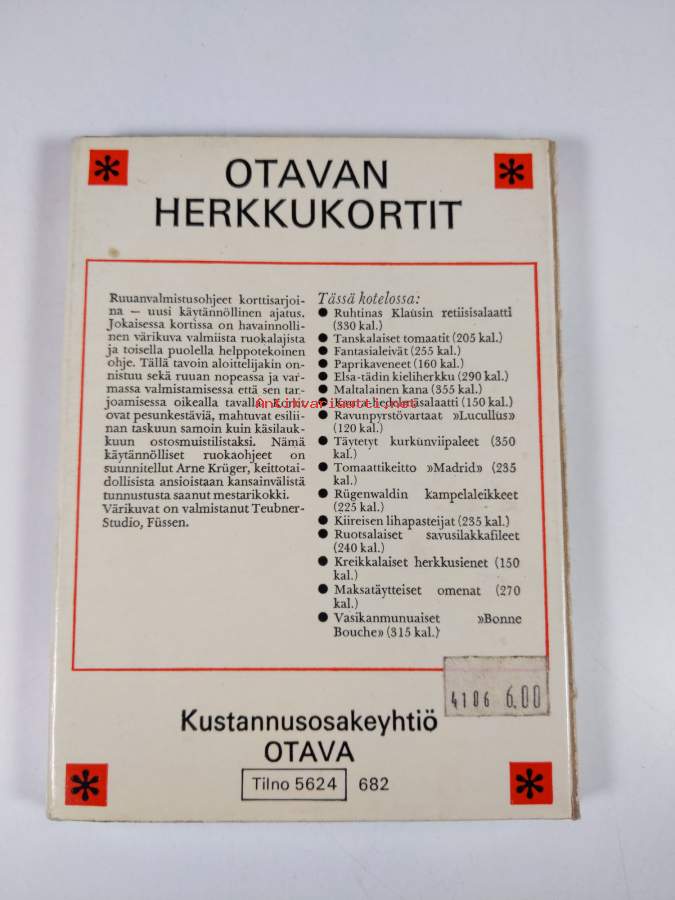 OTAVAN
HERKKUKORTIT
Ruuanvalmistusohjeet korttisarjoi-
na — uusi käytännöllinen ajatus.
Jokaisessa kortissa on havainnolli-
nen värikuva valmiista ruokalajista
ja toisella puolella helppotekoinen
ohje. Tällä tavoin aloittelijakin on-
nistuu sekä ruuan nopeassa ja var-
massa valmistamisessa että sen tar-
joamisessa oikealla tavalla. Kortit
ovat pesunkestäviä, mahtuvat esilii-
nan taskuun samoin kuin käsilauk-
kuun ostosmuistilistaksi. Nämä
käytännölliset ruokaohjeet on
suunnitellut Arne Krüger, keittotai-
dollisista ansioistaan kansainvälistä
tunnustusta saanut mestarikokki.
Värikuvat on valmistanut Teubner-
Studio, Füssen.
Tässä kotelossa:
● Ruhtinas Klausin retiisisalaatti
(330 kal.)
● Tanskalaiset tomaatit (205 kal.)
● Fantasialeivät (255 kal.)
● Paprikaveneet (160 kal.)
● Elsa-tädin kieliherkku (290 kal.)
● Maltalainen kana (355 kal.)
● hedelmäsalaatti (150 kal.)
● Ravunpyrstövartaat »Lucullus»
(120 kal.)
● Täytetyt kurkunviipaleet (350
kal.)
● Tomaattikeitto »Madrid» (235
kal.)
● Rügenwaldin kampelaleikkeet
(225 kal.)
● Kiireisen lihapasteijat (235 kal.)
● Ruotsalaiset savusilakkafileet
(240 kal.)
● Kreikkalaiset herkkusienet (150
kal.)
● Maksatäytteiset omenat (270
kal.)
● Vasikanmunuaiset »Bonne
Bouche» (315 kal.)
antikvariaatti.net
4106 6.00
Kustannusosakeyhtiö
OTAVA
Tilno 5624 682